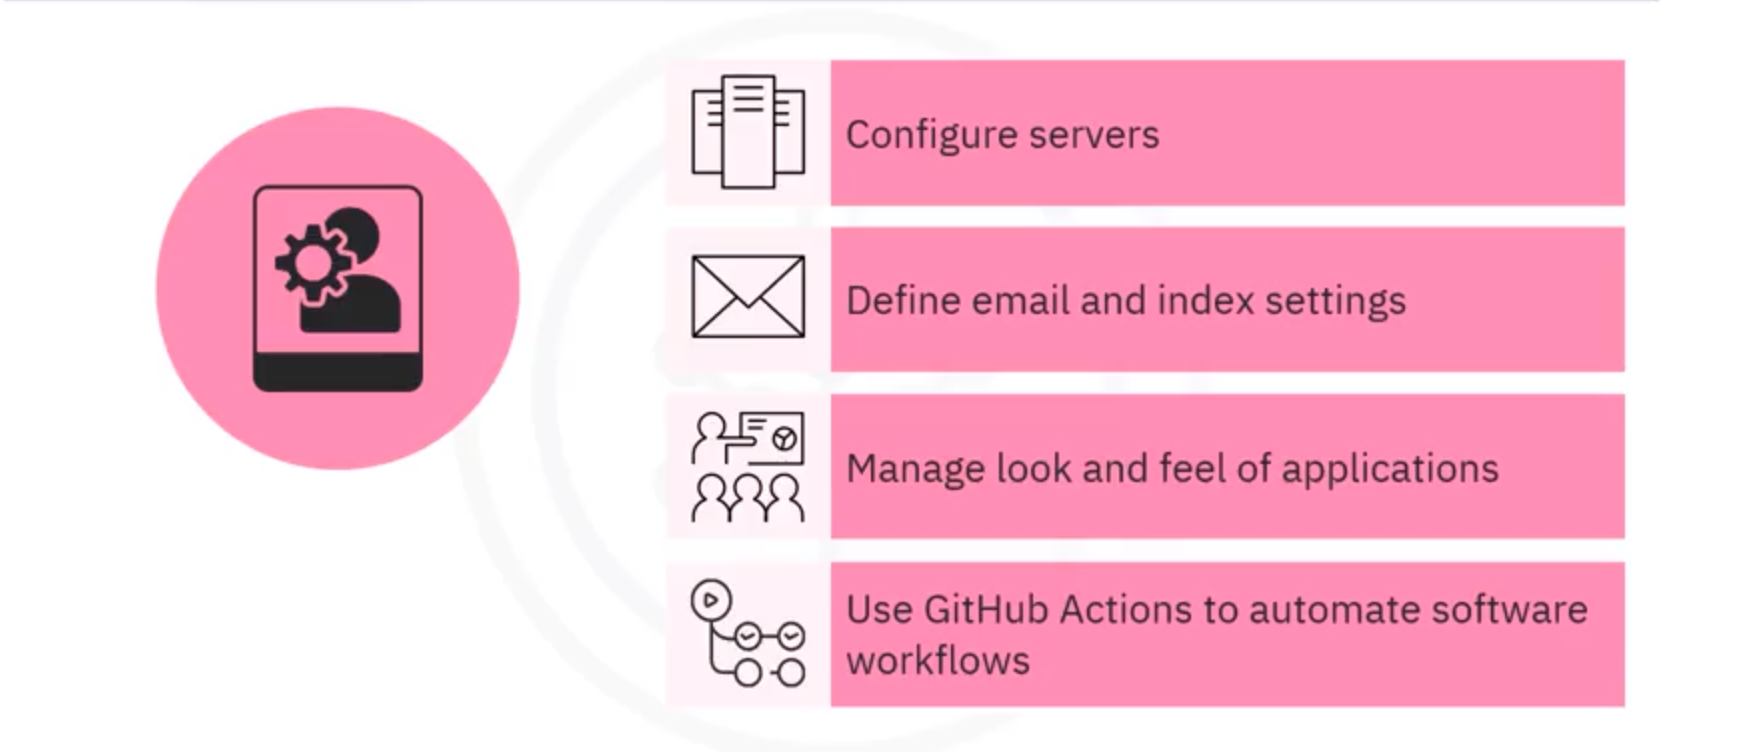 Configure servers
Define email and index settings
Manage look and feel of applications
Use GitHub Actions to automate software
workflows